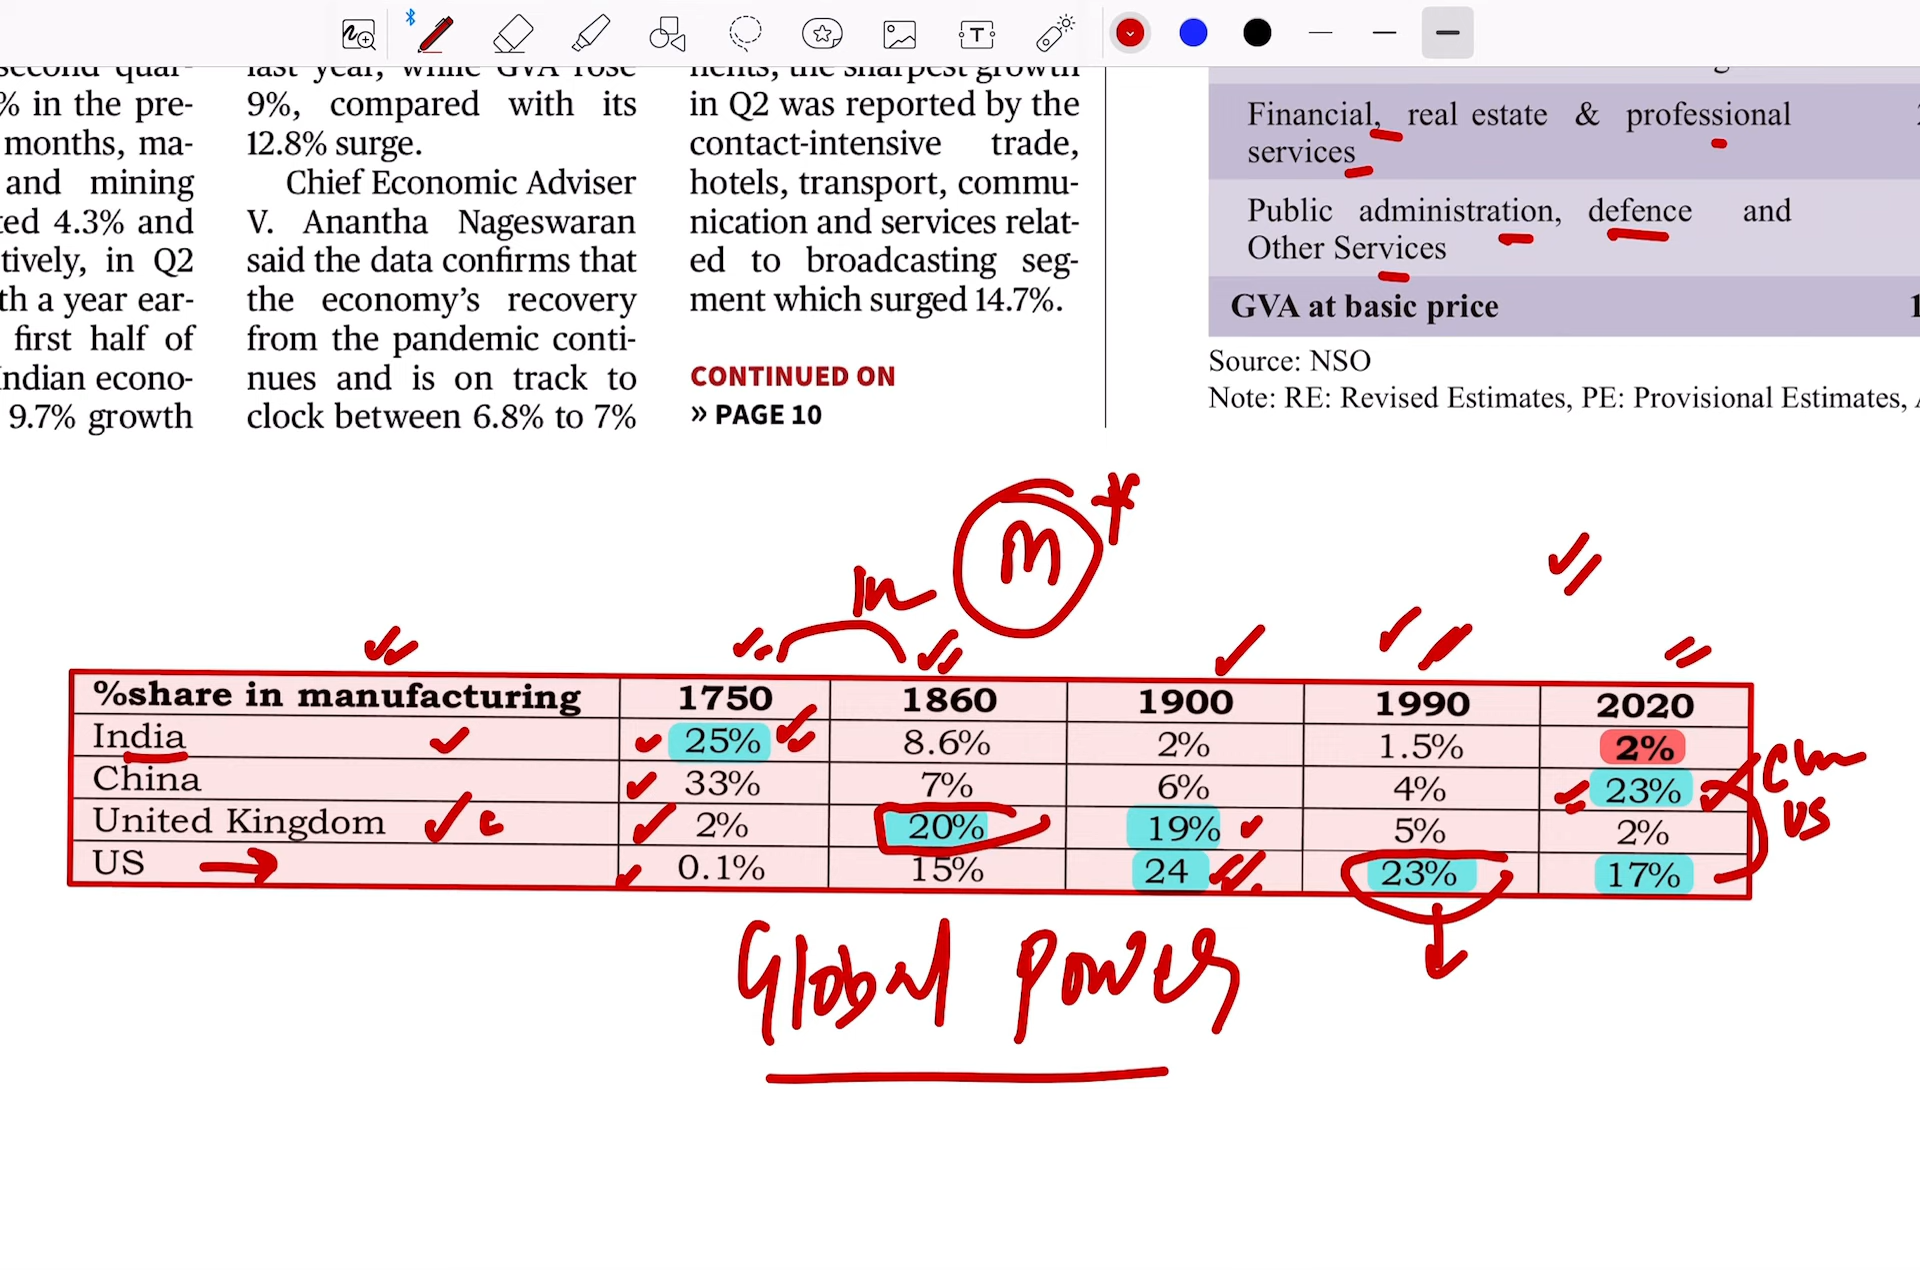 % in the pre-
months, ma-
and mining
ted 4.3% and
tively, in Q2
th a year ear-
first half of
Indian econo-
9.7% growth
last year, while GVA rose
9%, compared with its
12.8% surge.
Chief Economic Adviser
V. Anantha Nageswaran
said the data confirms that
the economy's recovery
from the pandemic conti-
nues and is on track to
clock between 6.8% to 7%
nents, the sharpest growth
in Q2 was reported by the
contact-intensive trade,
hotels, transport, commu-
nication and services relat-
ed to broadcasting seg-
ment which surged 14.7%.
CONTINUED ON
» PAGE 10
Financial, real estate & professional
services
Public administration, defence and
Other Services
GVA at basic price 1
Source: NSO
Note: RE: Revised Estimates, PE: Provisional Estimates,
M *
In
%share in manufacturing 1750 1860 1900 1990 2020
India 25% 8.6% 2% 1.5% 2%
China 33% 7% 6% 4% 23%
United Kingdom 2% 20% 19% 5% 2%
US 0.1% 15% 24 23% 17%
US
Global Power